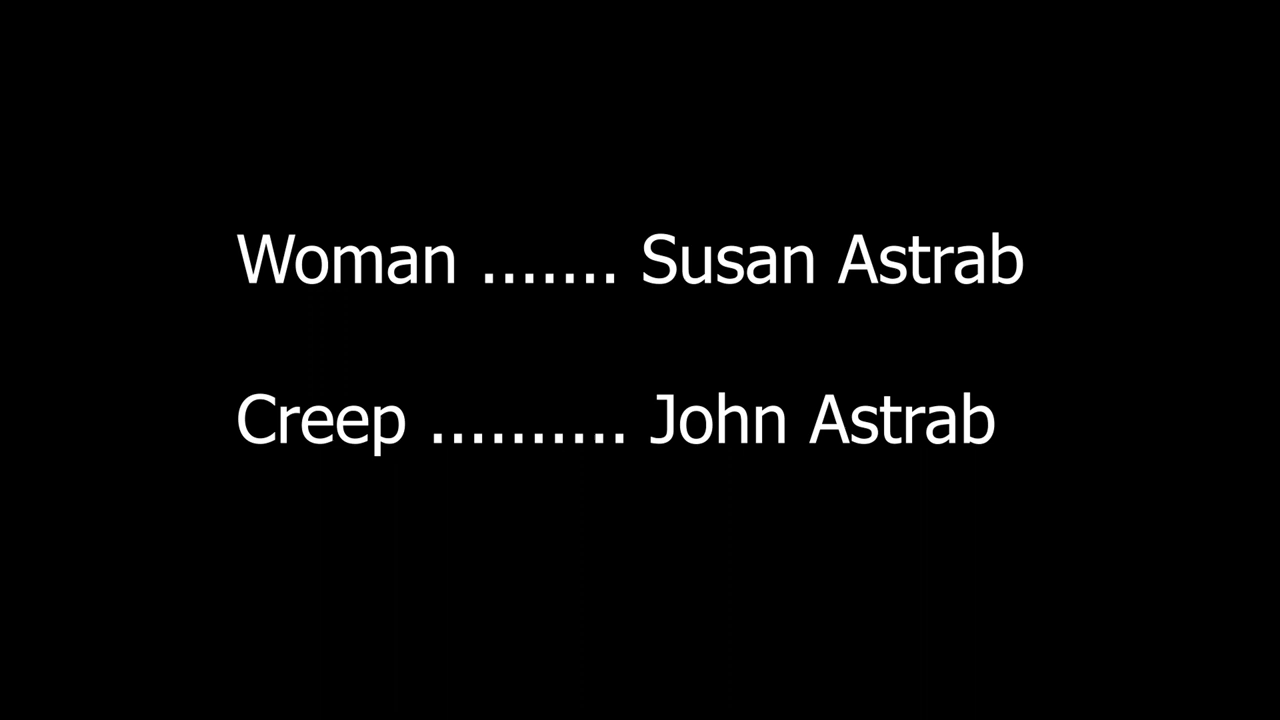 Woman ....... Susan Astrab
Creep .......... John Astrab